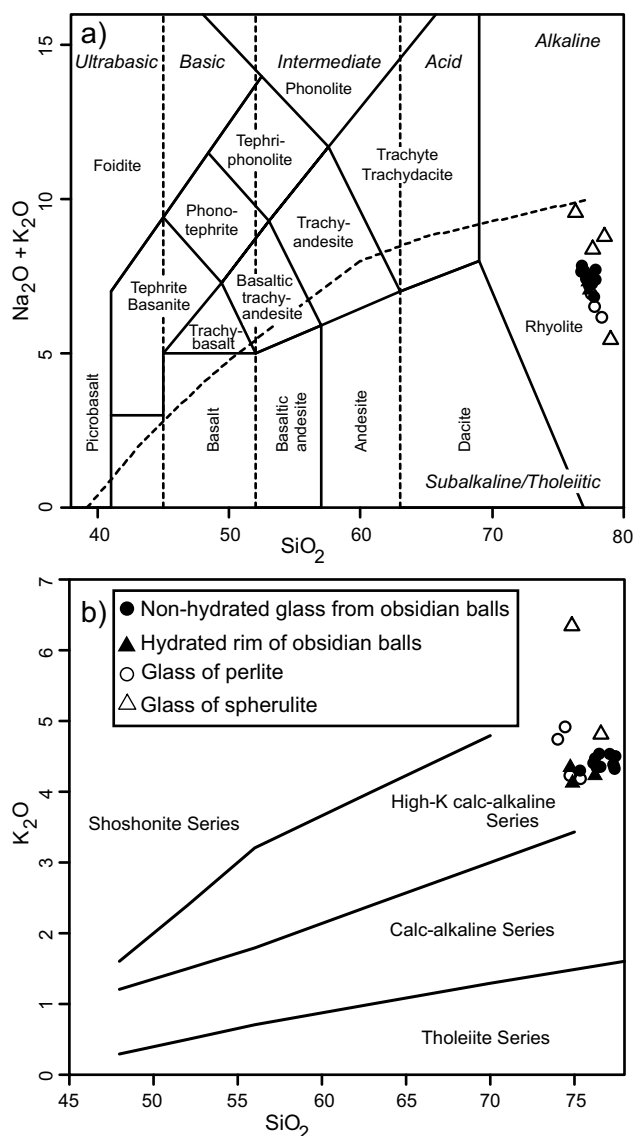 a)
Ultrabasic
Basic
Intermediate
Acid
Alkaline
Phonolite
Foidite
Tephri-
phonolite
Trachyte
Trachydacite
Phono-
tephrite
Trachy-
andesite
Tephrite
Basanite
Basaltic
trachy-
andesite
Trachy-
basalt
Rhyolite
Picrobasalt
Basalt
Basaltic
andesite
Andesite
Dacite
Subalkaline/Tholeiitic
Na2O + K2O
15
10
5
0
40
50
60
70
80
SiO2
b)
Non-hydrated glass from obsidian balls
Hydrated rim of obsidian balls
Glass of perlite
Glass of spherulite
Shoshonite Series
High-K calc-alkaline
Series
Calc-alkaline Series
Tholeiite Series
K2O
7
6
5
4
3
2
1
0
45
50
55
60
65
70
75
SiO2